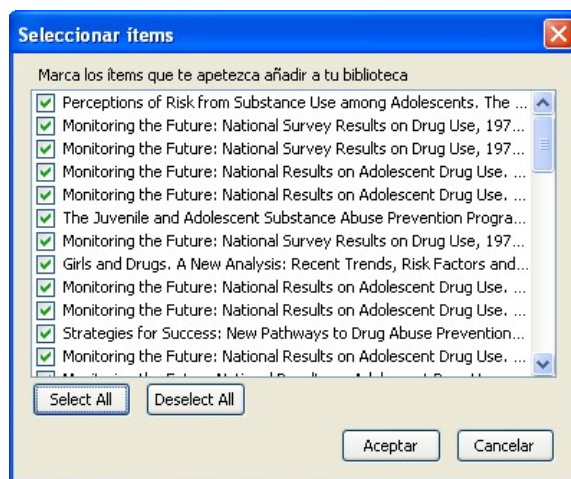 Seleccionar ítems
Marca los ítems que te apetezca añadir a tu biblioteca
Perceptions of Risk from Substance Use among Adolescents. The ...
Monitoring the Future: National Survey Results on Drug Use, 197...
Monitoring the Future: National Survey Results on Drug Use, 197...
Monitoring the Future: National Results on Adolescent Drug Use. ...
Monitoring the Future: National Results on Adolescent Drug Use. ...
The Juvenile and Adolescent Substance Abuse Prevention Progra...
Monitoring the Future: National Survey Results on Drug Use, 197...
Girls and Drugs. A New Analysis: Recent Trends, Risk Factors and...
Monitoring the Future: National Results on Adolescent Drug Use. ...
Monitoring the Future: National Results on Adolescent Drug Use. ...
Strategies for Success: New Pathways to Drug Abuse Prevention...
Monitoring the Future: National Results on Adolescent Drug Use. ...
Select All Deselect All
Aceptar Cancelar